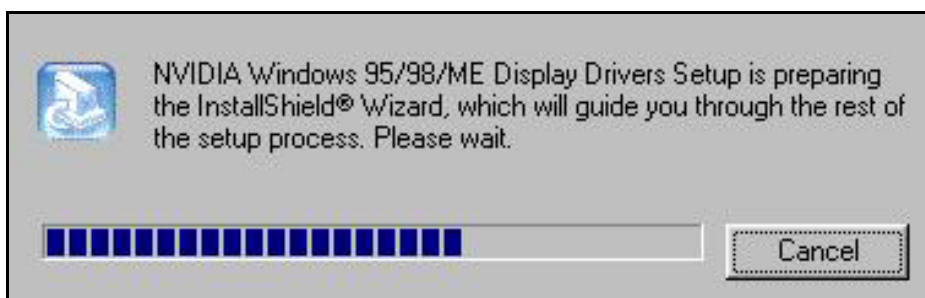 NVIDIA Windows 95/98/ME Display Drivers Setup is preparing
the InstallShield® Wizard, which will guide you through the rest of
the setup process. Please wait.
Cancel